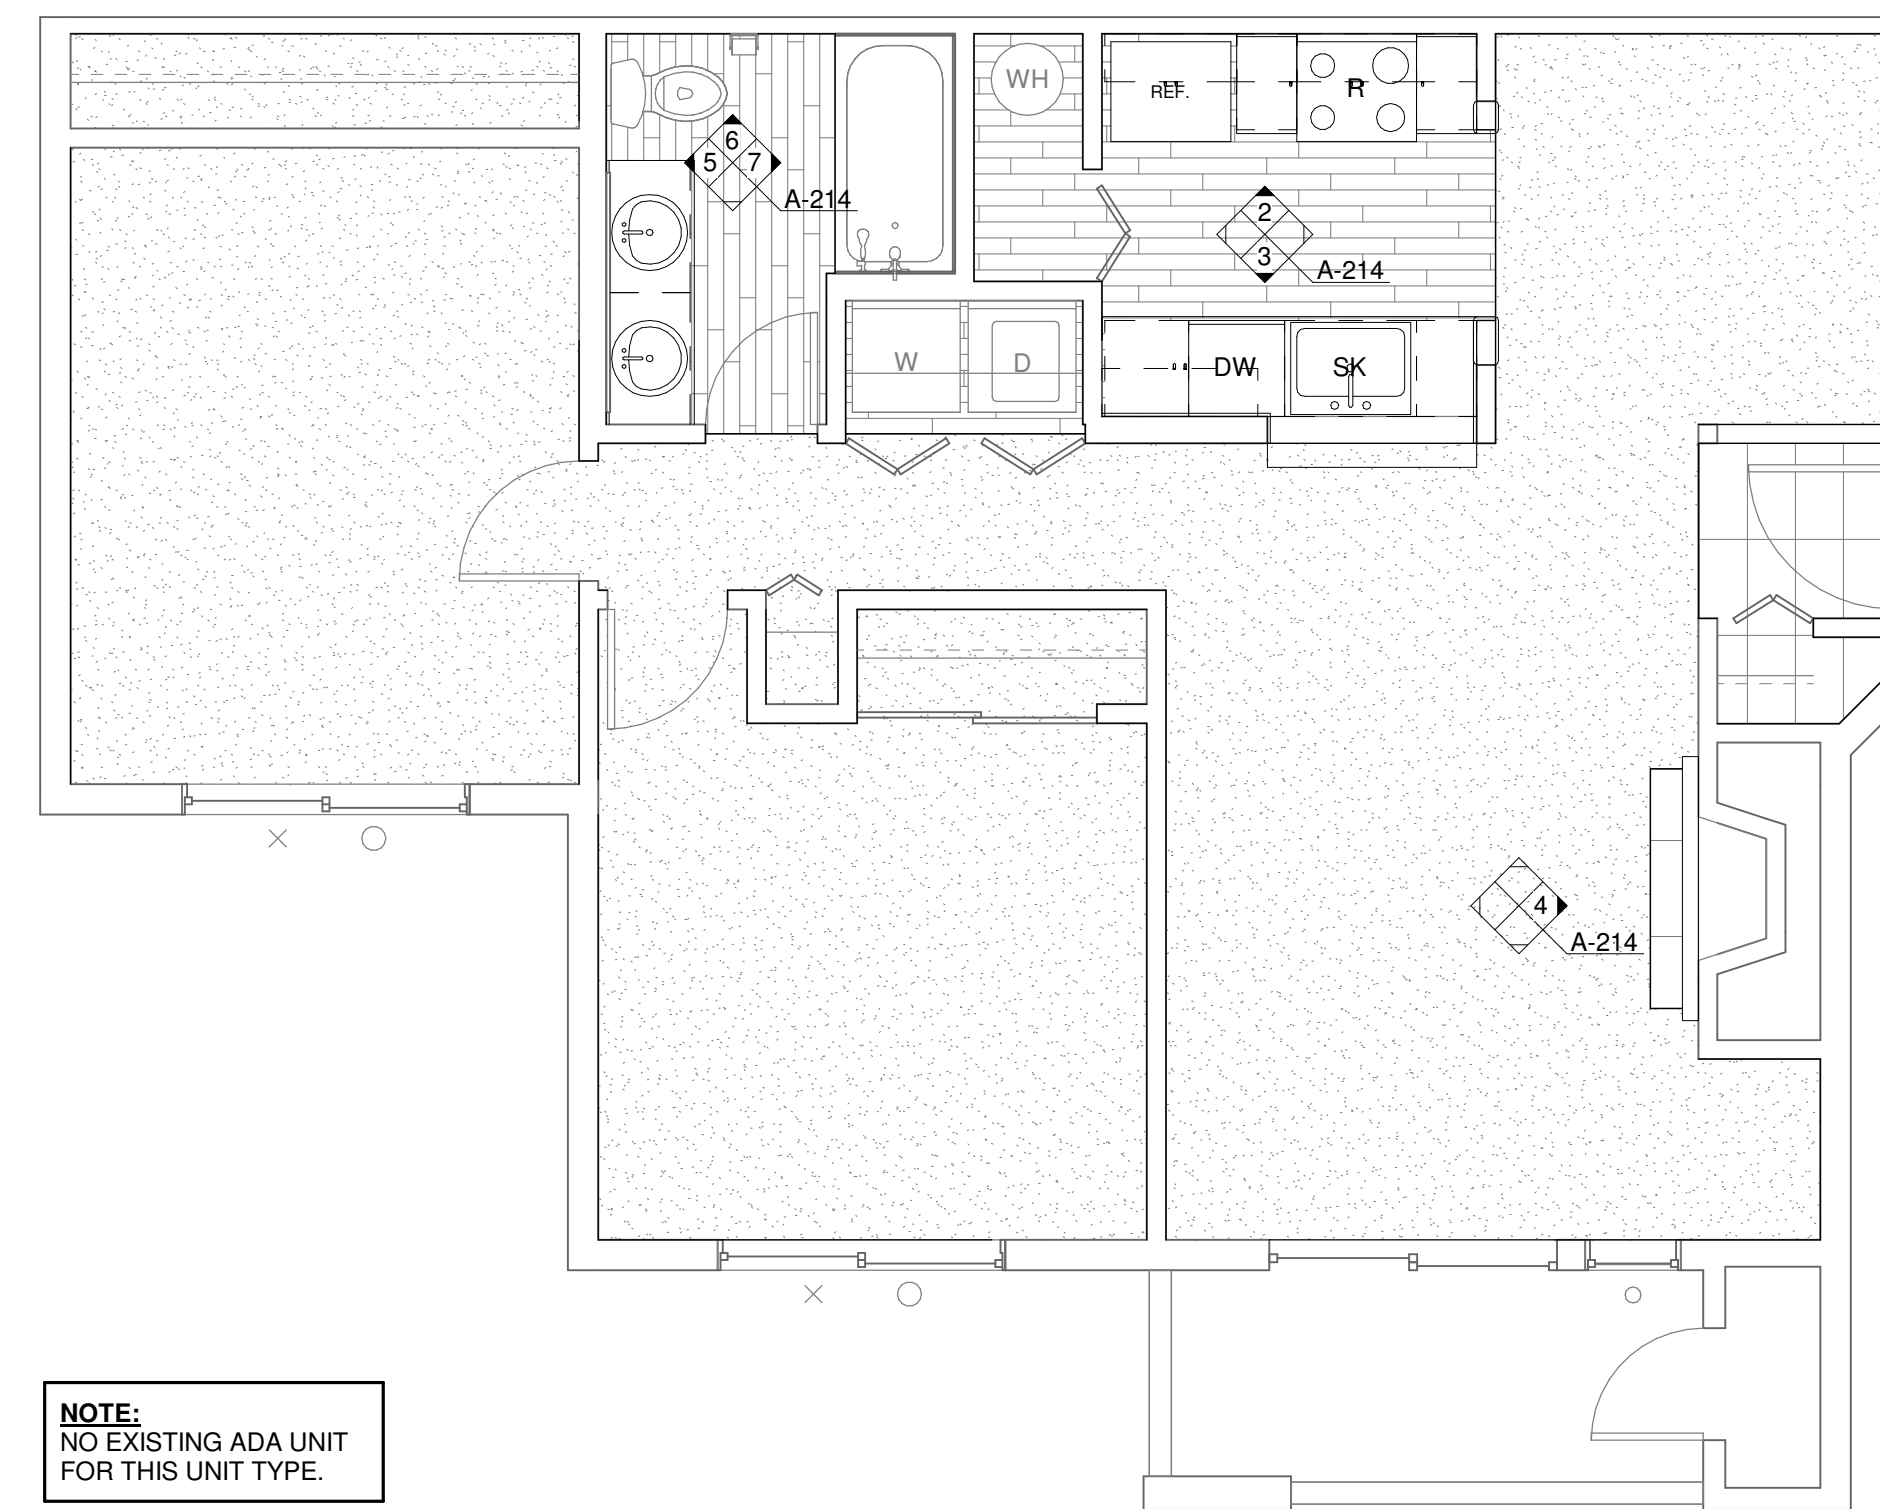 WH
REF.
R
6
5 7
A-214
2
3
A-214
W
D
DW
SK
4
A-214
NOTE:
NO EXISTING ADA UNIT
FOR THIS UNIT TYPE.